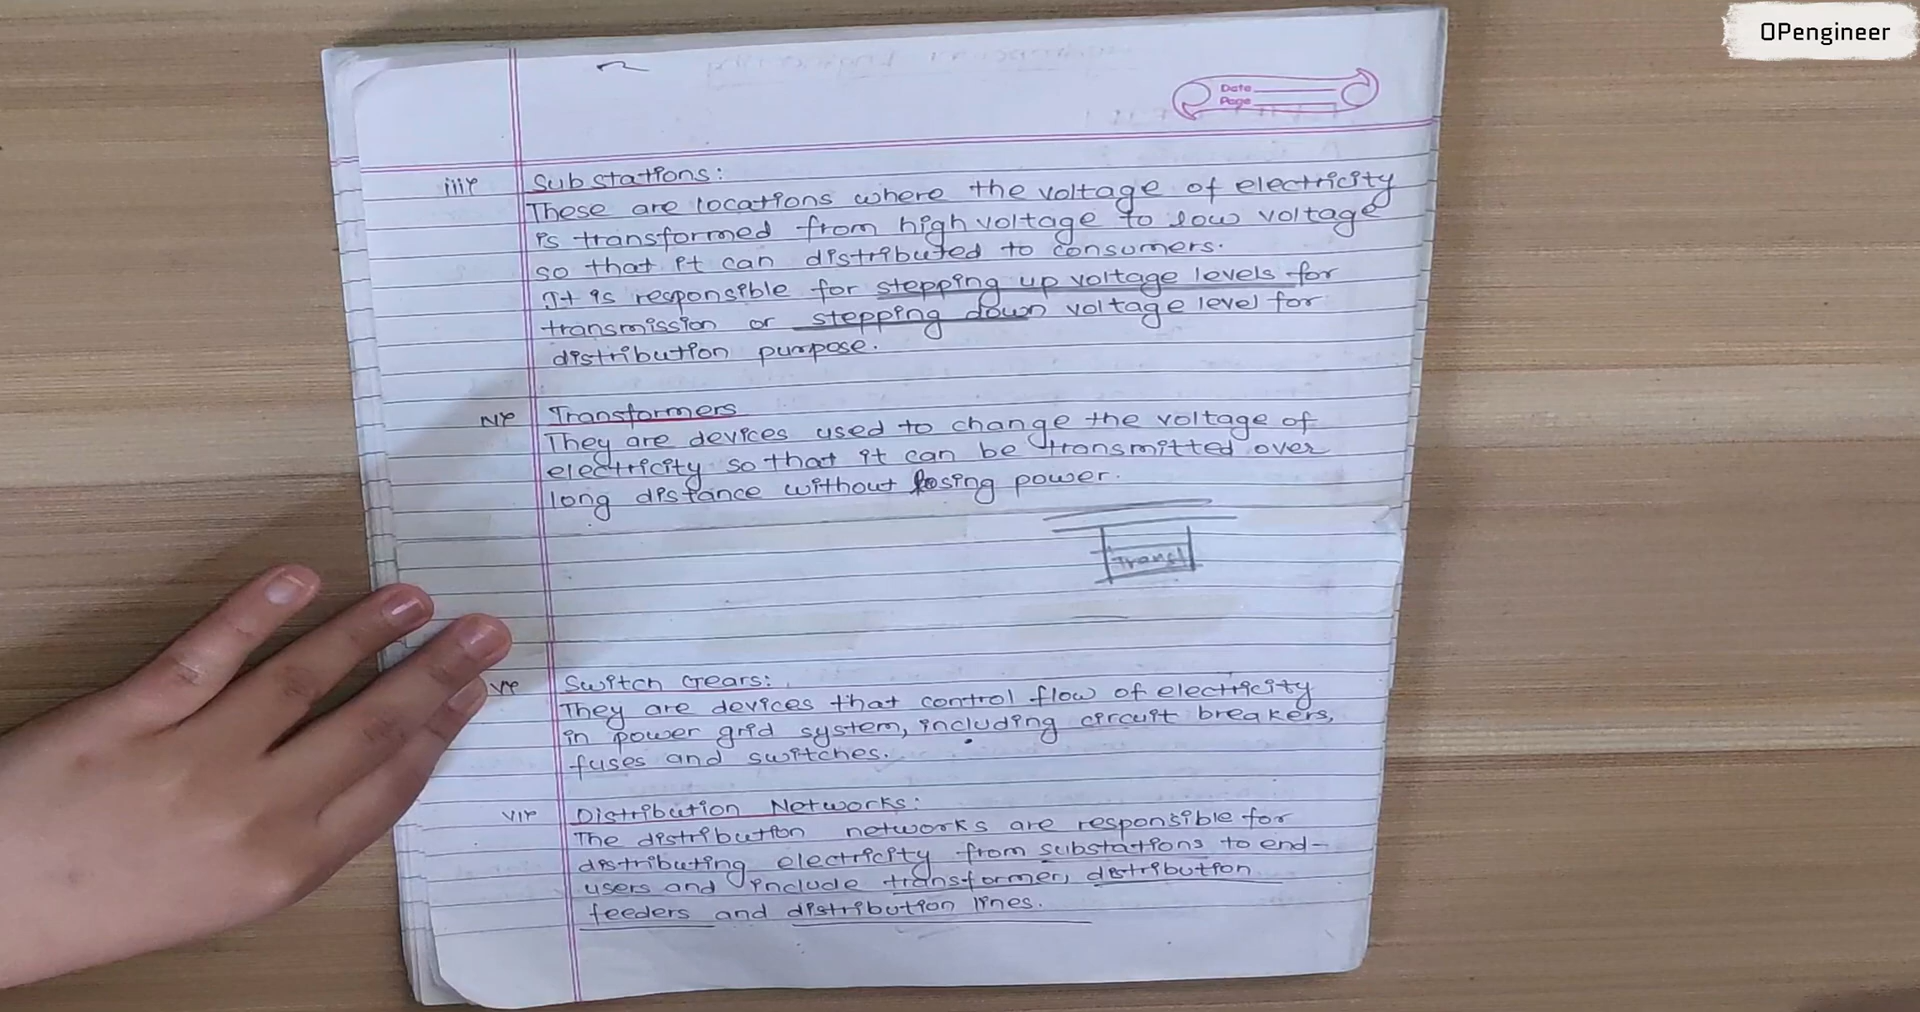 OPengineer
Date
Page
iii)
Substations:
These are locations where the voltage of electricity
is transformed from high voltage to low voltage
so that it can distributed to consumers.
It is responsible for stepping up voltage levels for
transmission or stepping down voltage level for
distribution purpose.
iv)
Transformers
They are devices used to change the voltage of
electricity so that it can be transmitted over
long distance without losing power.
v)
Switch Gears:
They are devices that control flow of electricity
in power grid system, including circuit breakers,
fuses and switches.
vi)
Distribution Networks:
The distribution networks are responsible for
distributing electricity from substations to end-
users and include transformer, distribution
feeders and distribution lines.